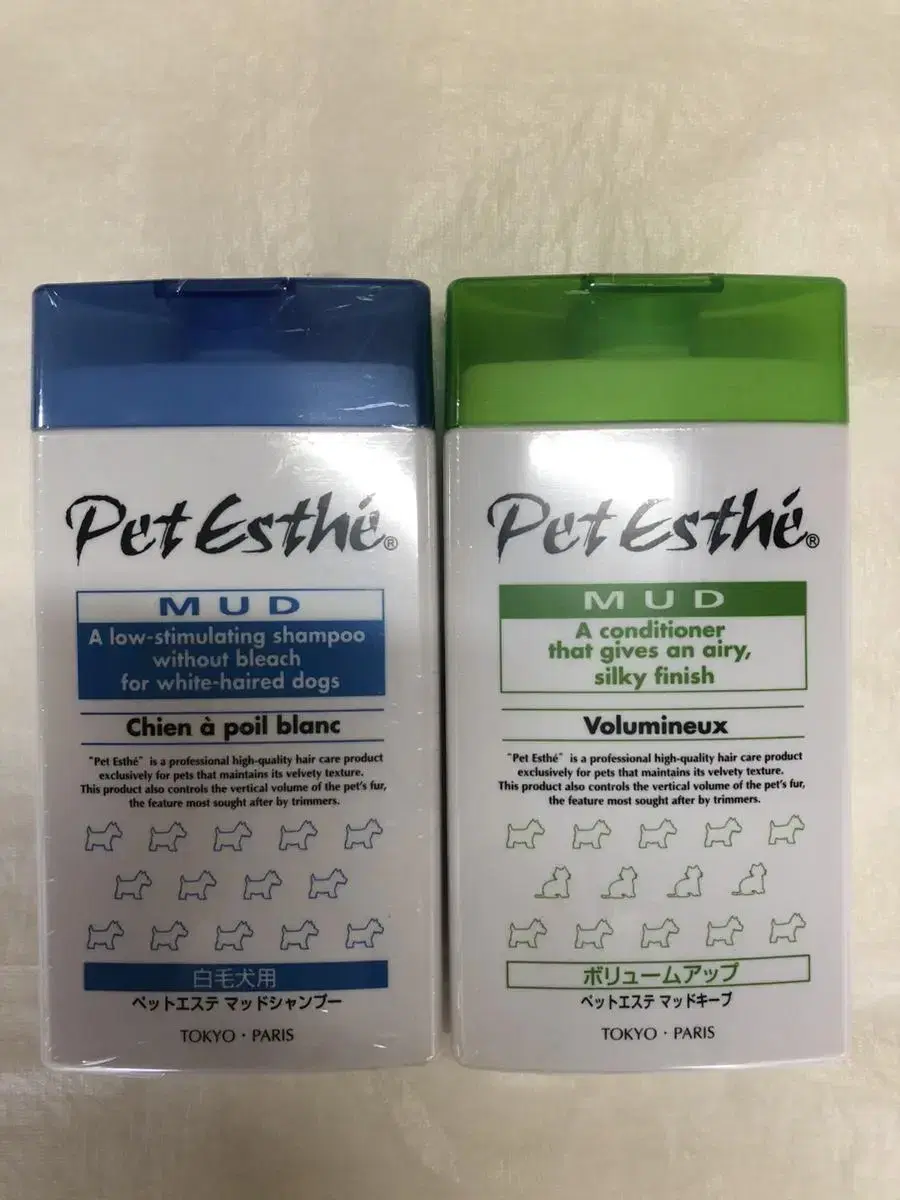 Pet Esthé®
MUD
A low-stimulating shampoo
without bleach
for white-haired dogs
Chien à poil blanc
"Pet Esthé" is a professional high-quality hair care product
exclusively for pets that maintains its velvety texture.
This product also controls the vertical volume of the pet's fur,
the feature most sought after by trimmers.
白毛犬用
ペットエステ マッドシャンプー
TOKYO・PARIS
Pet Esthé®
MUD
A conditioner
that gives an airy,
silky finish
Volumineux
"Pet Esthé" is a professional high-quality hair care product
exclusively for pets that maintains its velvety texture.
This product also controls the vertical volume of the pet's fur,
the feature most sought after by trimmers.
ボリュームアップ
ペットエステ マッドキープ
TOKYO・PARIS